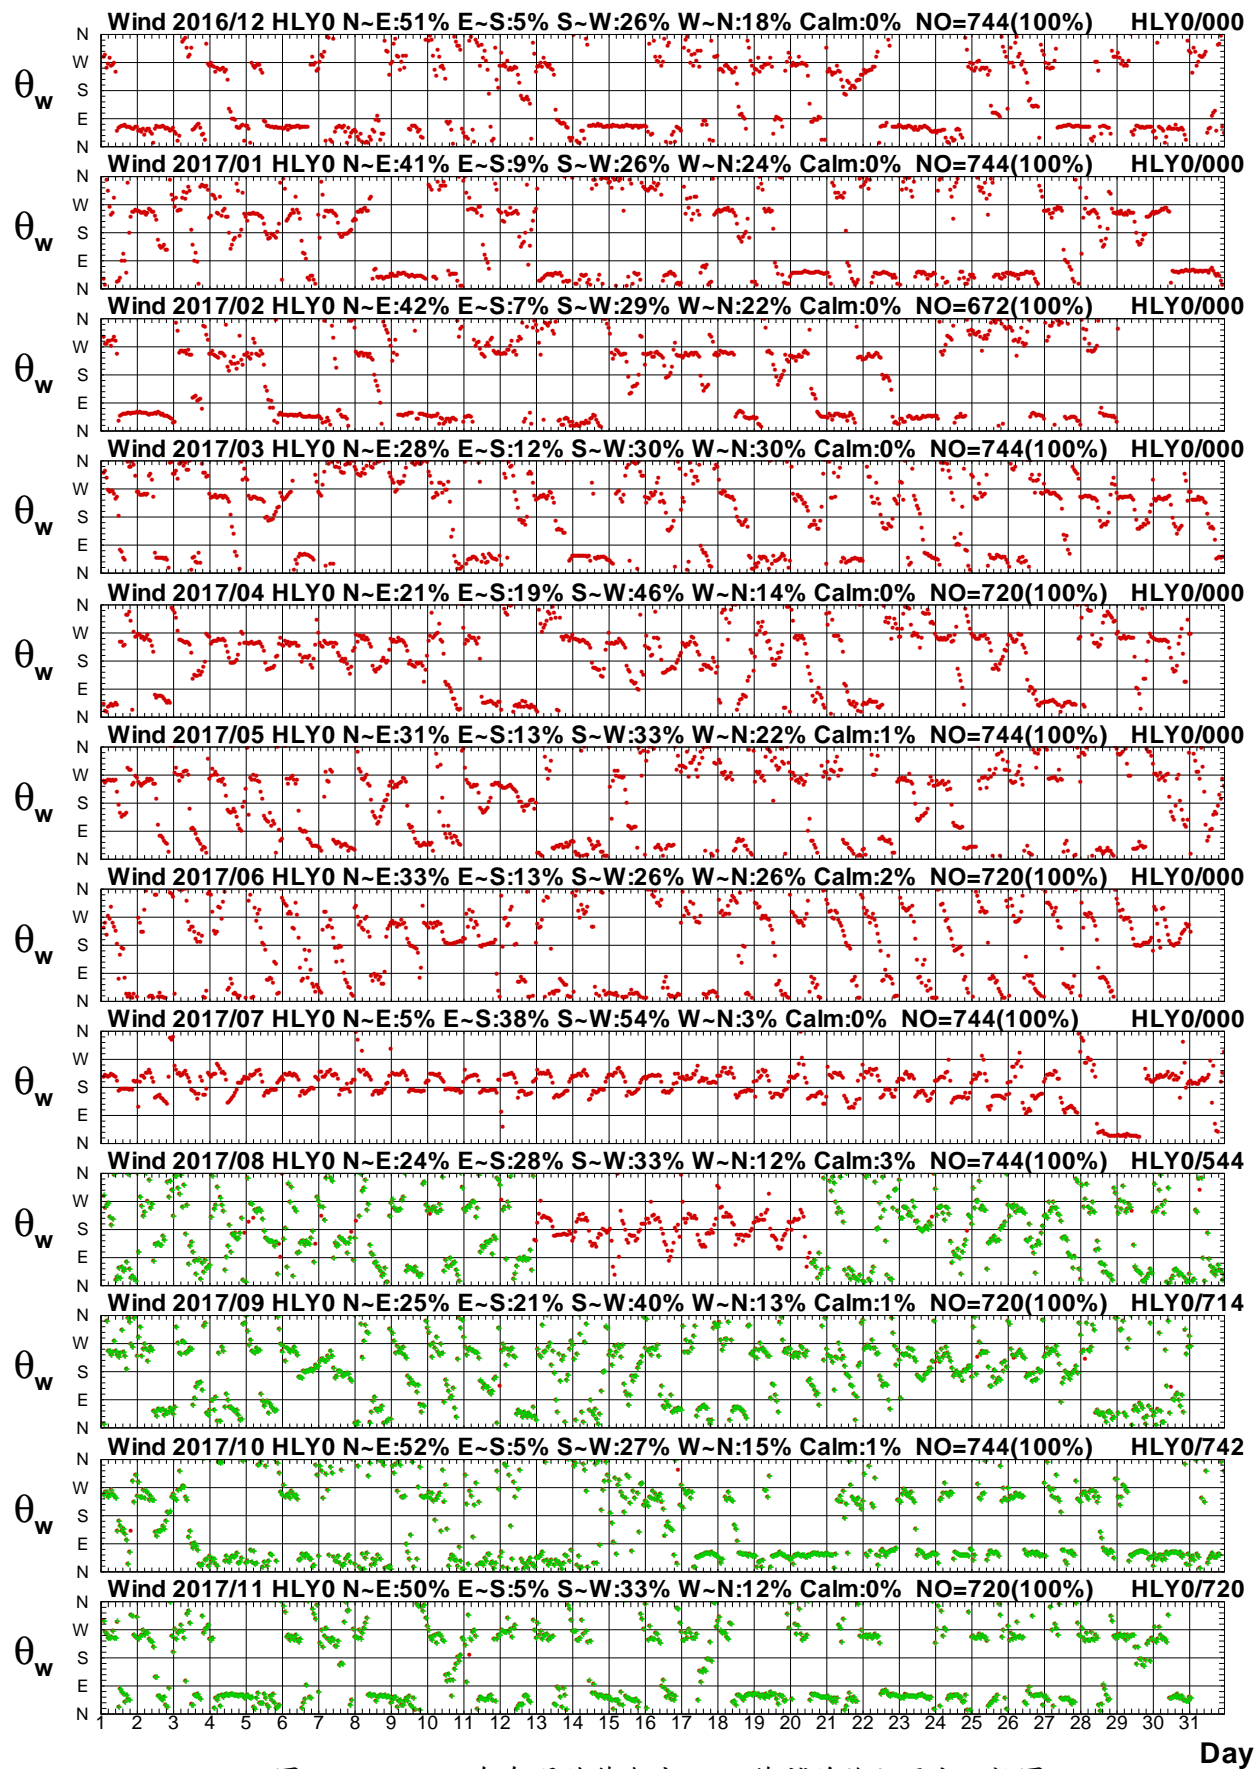 Wind 2016/12 HLY0 N~E:51% E~S:5% S~W:26% W~N:18% Calm:0% NO=744(100%) HLY0/000
N
W
θw
S
E
N
Wind 2017/01 HLY0 N~E:41% E~S:9% S~W:26% W~N:24% Calm:0% NO=744(100%) HLY0/000
N
W
θw
S
E
N
Wind 2017/02 HLY0 N~E:42% E~S:7% S~W:29% W~N:22% Calm:0% NO=672(100%) HLY0/000
N
W
θw
S
E
N
Wind 2017/03 HLY0 N~E:28% E~S:12% S~W:30% W~N:30% Calm:0% NO=744(100%) HLY0/000
N
W
θw
S
E
N
Wind 2017/04 HLY0 N~E:21% E~S:19% S~W:46% W~N:14% Calm:0% NO=720(100%) HLY0/000
N
W
θw
S
E
N
Wind 2017/05 HLY0 N~E:31% E~S:13% S~W:33% W~N:22% Calm:1% NO=744(100%) HLY0/000
N
W
θw
S
E
N
Wind 2017/06 HLY0 N~E:33% E~S:13% S~W:26% W~N:26% Calm:2% NO=720(100%) HLY0/000
N
W
θw
S
E
N
Wind 2017/07 HLY0 N~E:5% E~S:38% S~W:54% W~N:3% Calm:0% NO=744(100%) HLY0/000
N
W
θw
S
E
N
Wind 2017/08 HLY0 N~E:24% E~S:28% S~W:33% W~N:12% Calm:3% NO=744(100%) HLY0/544
N
W
θw
S
E
N
Wind 2017/09 HLY0 N~E:25% E~S:21% S~W:40% W~N:13% Calm:1% NO=720(100%) HLY0/714
N
W
θw
S
E
N
Wind 2017/10 HLY0 N~E:52% E~S:5% S~W:27% W~N:15% Calm:1% NO=744(100%) HLY0/742
N
W
θw
S
E
N
Wind 2017/11 HLY0 N~E:50% E~S:5% S~W:33% W~N:12% Calm:0% NO=720(100%) HLY0/720
N
W
θw
S
E
N
1 2 3 4 5 6 7 8 9 10 11 12 13 14 15 16 17 18 19 20 21 22 23 24 25 26 27 28 29 30 31
Day